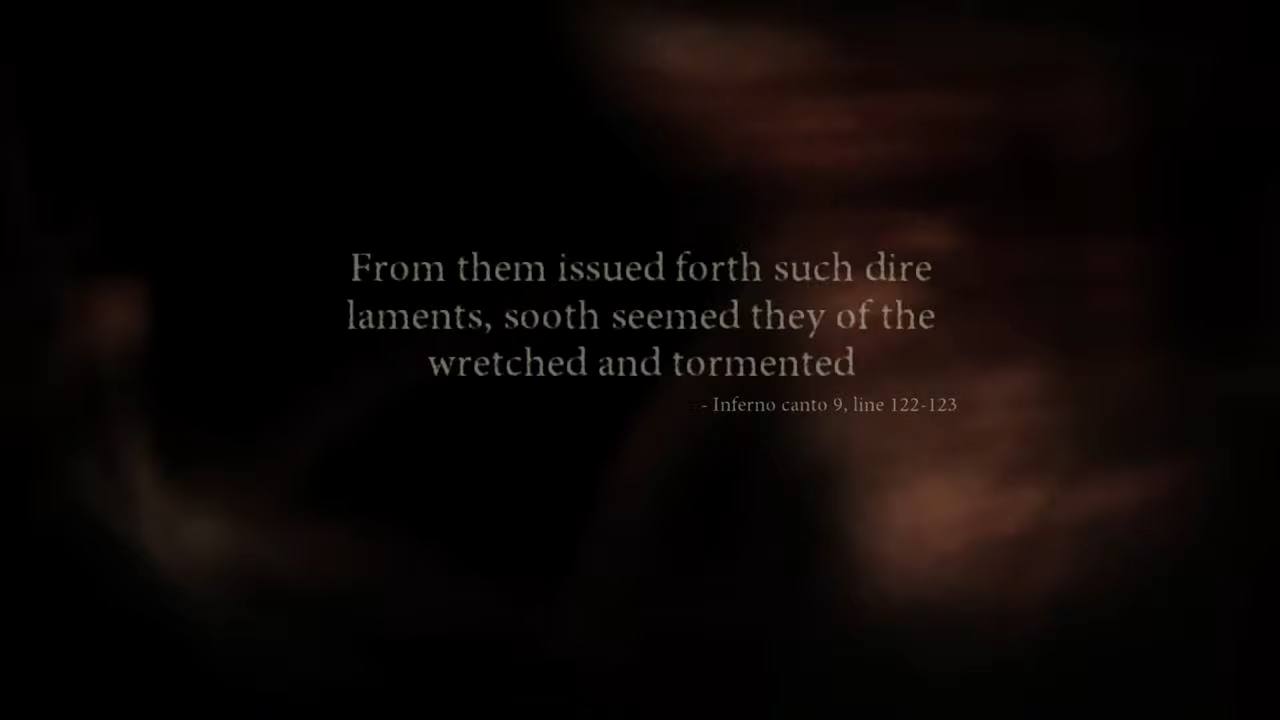 From them issued forth such dire
laments, sooth seemed they of the
wretched and tormented
- Inferno canto 9, line 122-123